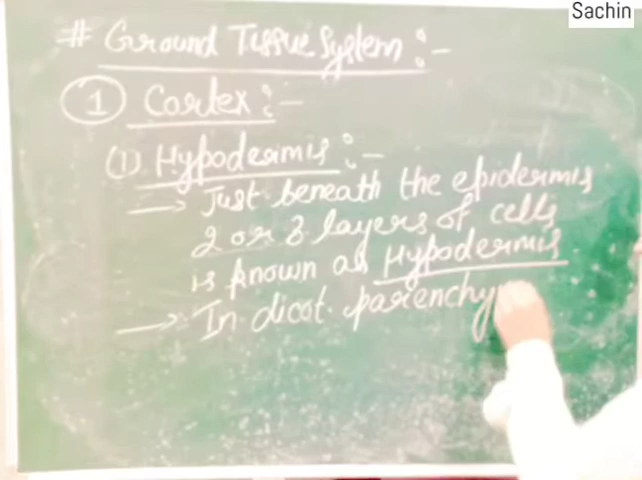 Sachin
# Ground Tissue System :-
① Cortex :-
(1) Hypodermis :-
→ Just beneath the epidermis
2 or 3 layers of cells
is known as Hypodermis
→ In dicot parenchy